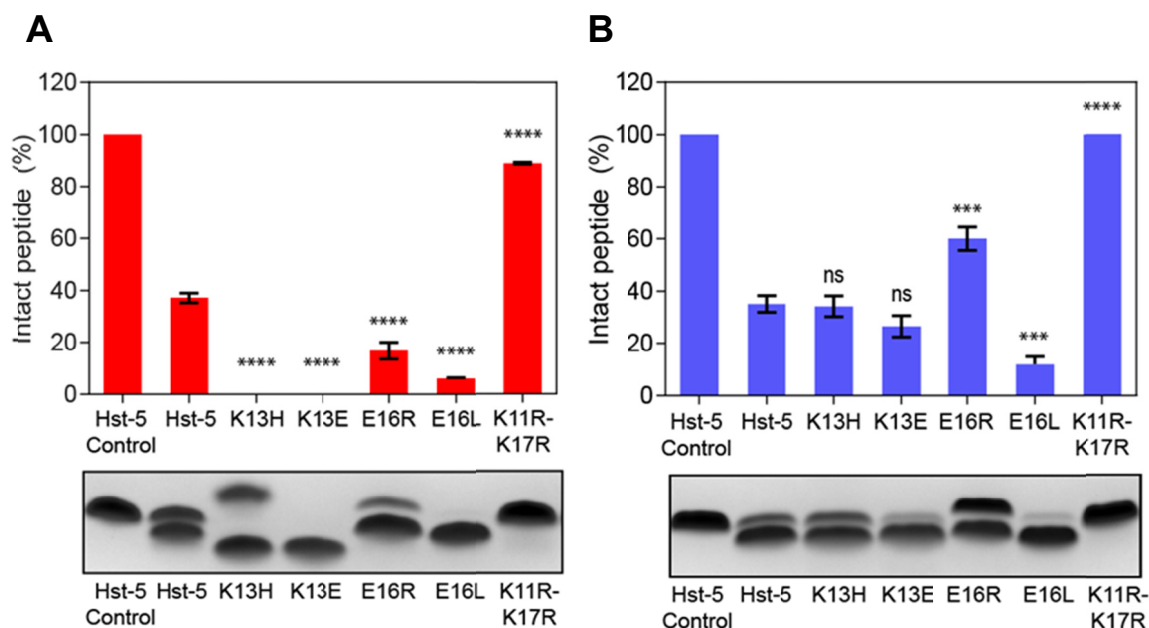 A
Intact peptide (%)
120
100
80
60
40
20
0
****
****
****
****
****
Hst-5
Control
Hst-5
K13H
K13E
E16R
E16L
K11R-
K17R
Hst-5
Control
Hst-5
K13H
K13E
E16R
E16L
K11R-
K17R
B
Intact peptide (%)
120
100
80
60
40
20
0
ns
ns
***
***
****
Hst-5
Control
Hst-5
K13H
K13E
E16R
E16L
K11R-
K17R
Hst-5
Control
Hst-5
K13H
K13E
E16R
E16L
K11R-
K17R